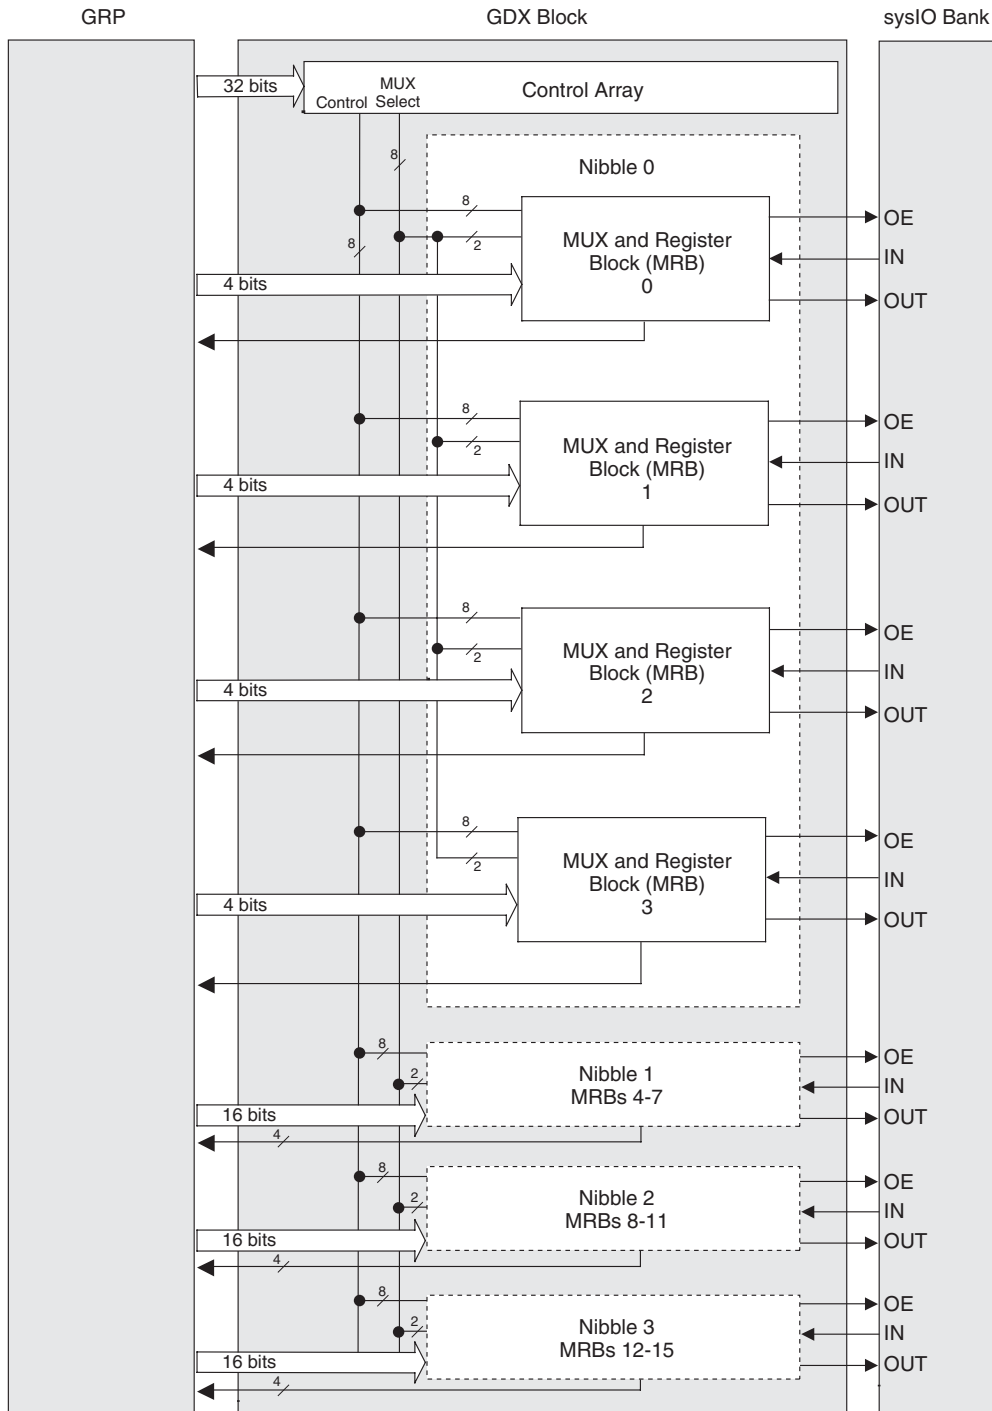 GRP
GDX Block
sysIO Bank
32 bits
Control
MUX
Select
Control Array
8
Nibble 0
8
8
2
MUX and Register
Block (MRB)
0
4 bits
OE
IN
OUT
8
2
MUX and Register
Block (MRB)
1
4 bits
OE
IN
OUT
8
2
MUX and Register
Block (MRB)
2
4 bits
OE
IN
OUT
8
2
MUX and Register
Block (MRB)
3
4 bits
OE
IN
OUT
8
2
Nibble 1
MRBs 4-7
16 bits
4
OE
IN
OUT
8
2
Nibble 2
MRBs 8-11
16 bits
4
OE
IN
OUT
8
2
Nibble 3
MRBs 12-15
16 bits
4
OE
IN
OUT